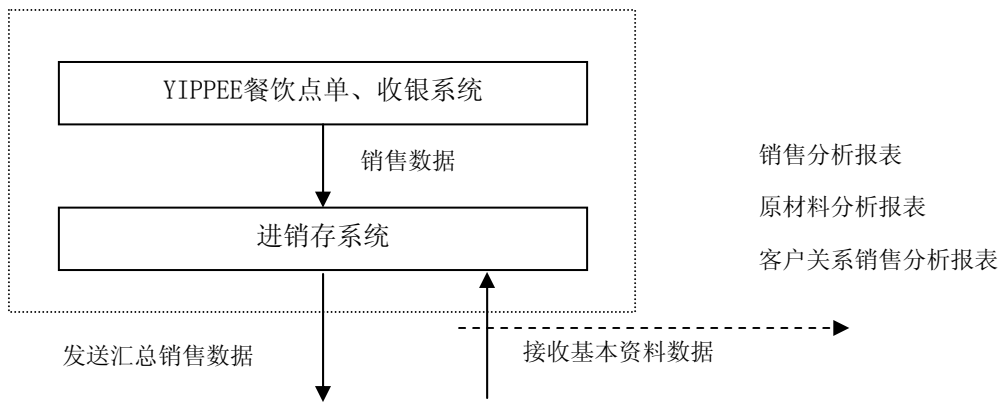 YIPPEE餐饮点单、收银系统
销售数据
进销存系统
销售分析报表
原材料分析报表
客户关系销售分析报表
发送汇总销售数据
接收基本资料数据